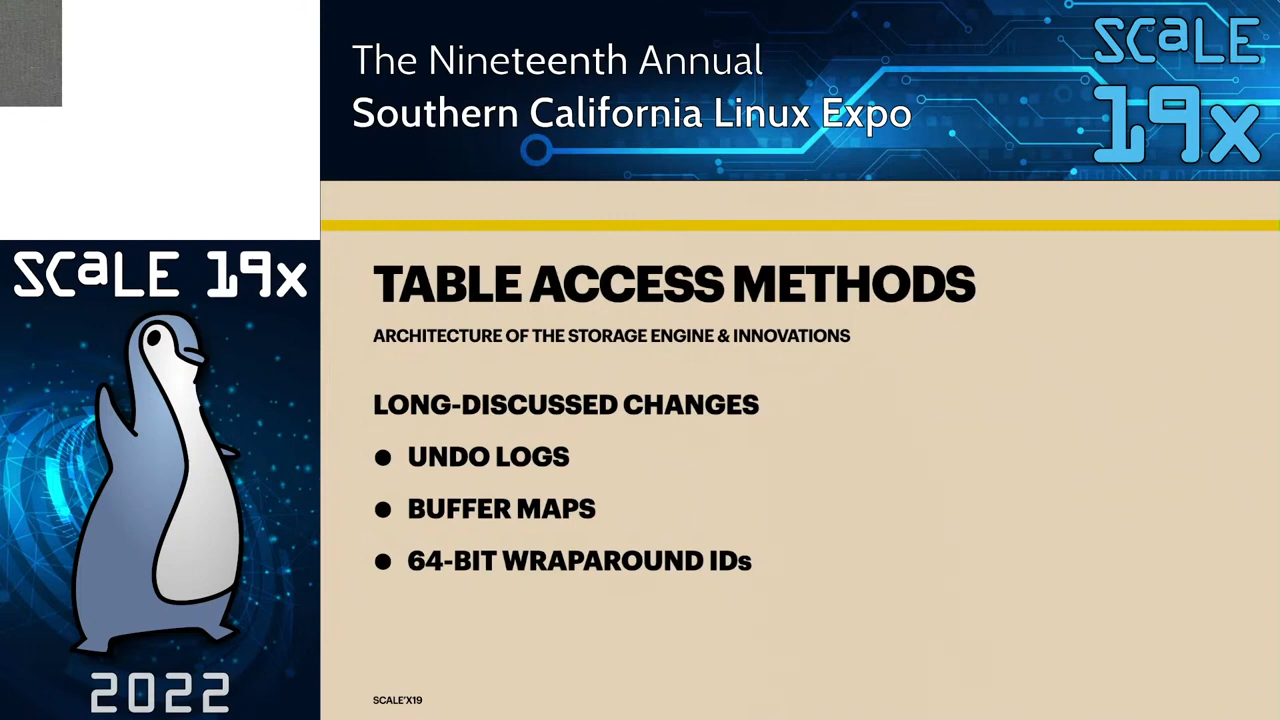 The Nineteenth Annual
Southern California Linux Expo
SCaLE
19x
SCaLE 19x
2022
TABLE ACCESS METHODS
ARCHITECTURE OF THE STORAGE ENGINE & INNOVATIONS
LONG-DISCUSSED CHANGES
● UNDO LOGS
● BUFFER MAPS
● 64-BIT WRAPAROUND IDs
SCALE'X19